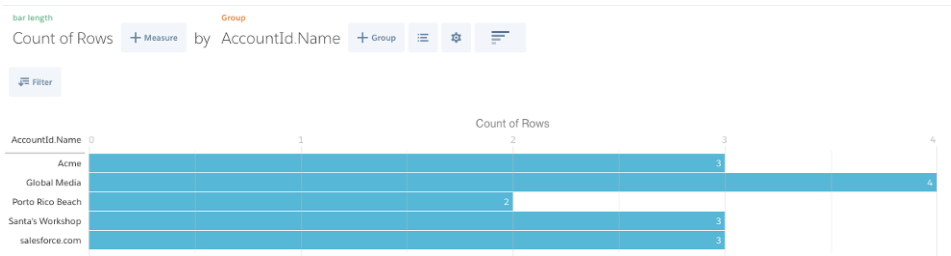 bar length Group
Count of Rows + Measure by AccountId.Name + Group
Filter
Count of Rows
AccountId.Name 0 1 2 3 4
Acme 3
Global Media 4
Porto Rico Beach 2
Santa's Workshop 3
salesforce.com 3